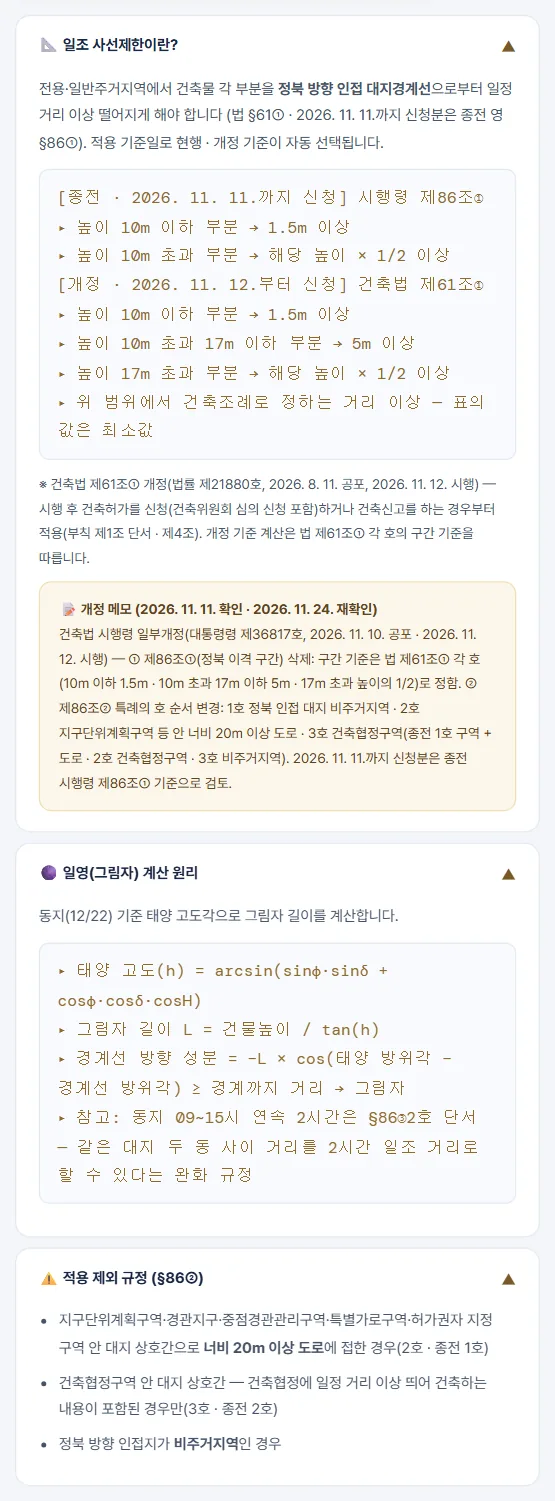 일조 사선제한이란?
전용·일반주거지역에서 건축물 각 부분을 정북 방향 인접 대지경계선으로부터 일정
거리 이상 떨어지게 해야 합니다 (법 §61① · 2026. 11. 11.까지 신청분은 종전 영
§86①). 적용 기준일로 현행 · 개정 기준이 자동 선택됩니다.
[종전 · 2026. 11. 11.까지 신청] 시행령 제86조①
▸ 높이 10m 이하 부분 → 1.5m 이상
▸ 높이 10m 초과 부분 → 해당 높이 × 1/2 이상
[개정 · 2026. 11. 12.부터 신청] 건축법 제61조①
▸ 높이 10m 이하 부분 → 1.5m 이상
▸ 높이 10m 초과 17m 이하 부분 → 5m 이상
▸ 높이 17m 초과 부분 → 해당 높이 × 1/2 이상
▸ 위 범위에서 건축조례로 정하는 거리 이상 — 표의
값은 최소값
※ 건축법 제61조① 개정(법률 제21880호, 2026. 8. 11. 공포, 2026. 11. 12. 시행) —
시행 후 건축허가를 신청(건축위원회 심의 신청 포함)하거나 건축신고를 하는 경우부터
적용(부칙 제1조 단서 · 제4조). 개정 기준 계산은 법 제61조① 각 호의 구간 기준을
따릅니다.
개정 메모 (2026. 11. 11. 확인 · 2026. 11. 24. 재확인)
건축법 시행령 일부개정(대통령령 제36817호, 2026. 11. 10. 공포 · 2026. 11.
12. 시행) — ① 제86조①(정북 이격 구간) 삭제: 구간 기준은 법 제61조① 각 호
(10m 이하 1.5m · 10m 초과 17m 이하 5m · 17m 초과 높이의 1/2)로 정함. ②
제86조② 특례의 호 순서 변경: 1호 정북 인접 대지 비주거지역 · 2호
지구단위계획구역 등 안 너비 20m 이상 도로 · 3호 건축협정구역(종전 1호 구역 +
도로 · 2호 건축협정구역 · 3호 비주거지역). 2026. 11. 11.까지 신청분은 종전
시행령 제86조① 기준으로 검토.
일영(그림자) 계산 원리
동지(12/22) 기준 태양 고도각으로 그림자 길이를 계산합니다.
▸ 태양 고도(h) = arcsin(sinφ·sinδ +
cosφ·cosδ·cosH)
▸ 그림자 길이 L = 건물높이 / tan(h)
▸ 경계선 방향 성분 = −L × cos(태양 방위각 −
경계선 방위각) ≥ 경계까지 거리 → 그림자
▸ 참고: 동지 09~15시 연속 2시간은 §86③2호 단서
— 같은 대지 두 동 사이 거리를 2시간 일조 거리로
할 수 있다는 완화 규정
적용 제외 규정 (§86②)
• 지구단위계획구역·경관지구·중점경관관리구역·특별가로구역·허가권자 지정
구역 안 대지 상호간으로 너비 20m 이상 도로에 접한 경우(2호 · 종전 1호)
• 건축협정구역 안 대지 상호간 — 건축협정에 일정 거리 이상 띄어 건축하는
내용이 포함된 경우만(3호 · 종전 2호)
• 정북 방향 인접지가 비주거지역인 경우